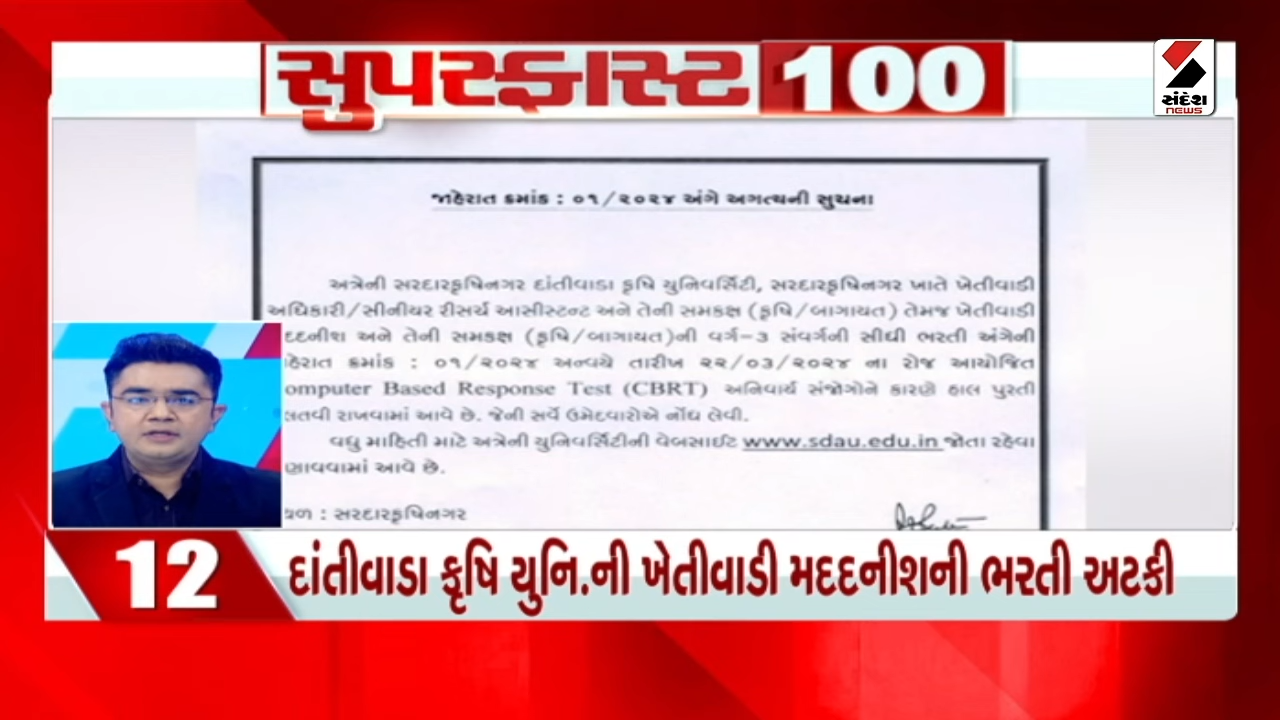 સુપરફાસ્ટ 100
સંદેશ
NEWS
જાહેરાત ક્રમાંક : ૦૧/૨૦૨૪ અંગે અગત્યની સુચના
અત્રેની સરદારકૃષિનગર દાંતીવાડા કૃષિ યુનિવર્સિટી, સરદારકૃષિનગર ખાતે ખેતીવાડી
અધિકારી/સીનીયર રીસર્ચ આસીસ્ટન્ટ અને તેની સમકક્ષ (કૃષિ/બાગાયત) તેમજ ખેતીવાડી
મદદનીશ અને તેની સમકક્ષ (કૃષિ/બાગાયત)ની વર્ગ-૩ સંવર્ગની સીધી ભરતી અંગેની
ક્રમાંક : ૦૧/૨૦૨૪ અન્વયે તારીખ ૨૨/૦૩/૨૦૨૪ ના રોજ આયોજિત
omputer Based Response Test (CBRT) અનિવાર્ય સંજોગોને કારણે હાલ પુરતી
રાખવામાં આવે છે. જેની સર્વે ઉમેદવારોએ નોંધ લેવી.
વધુ માહિતી માટે અત્રેની યુનિવર્સિટીની વેબસાઈટ www.sdau.edu.in જોતા રહેવા
આવે છે.
: સરદારકૃષિનગર
12 દાંતીવાડા કૃષિ યુનિ.ની ખેતીવાડી મદદનીશની ભરતી અટકી